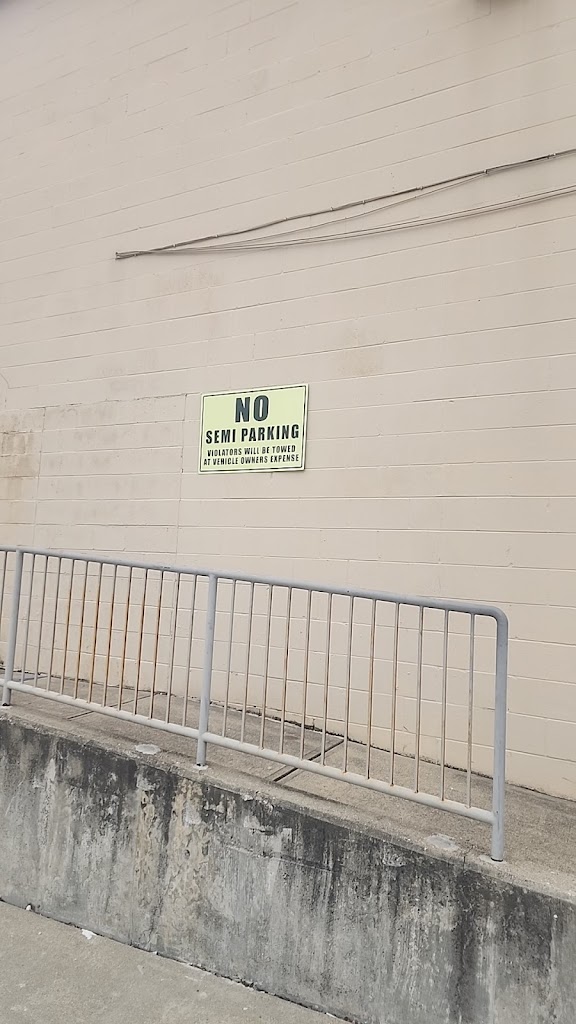 NO
SEMI PARKING
VIOLATORS WILL BE TOWED
AT VEHICLE OWNERS EXPENSE